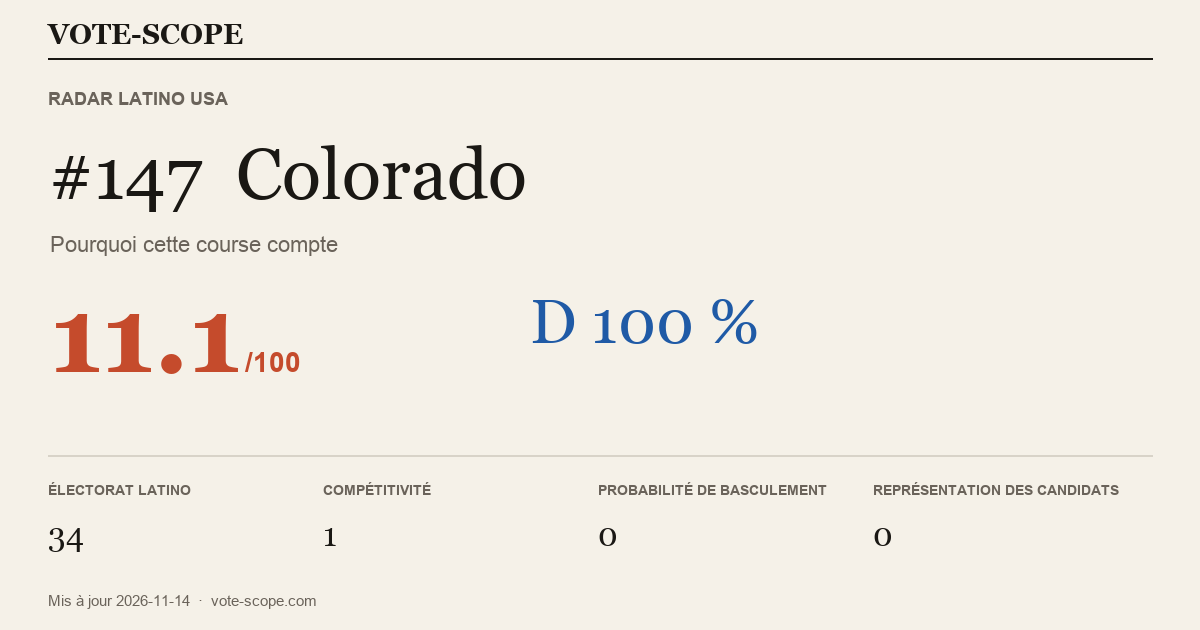 VOTE-SCOPE
RADAR LATINO USA
#147 Colorado
Pourquoi cette course compte
11.1/100
D 100 %
ÉLECTORAT LATINO
COMPÉTITIVITÉ
PROBABILITÉ DE BASCULEMENT
REPRÉSENTATION DES CANDIDATS
34
1
0
0
Mis à jour 2026-11-14 · vote-scope.com